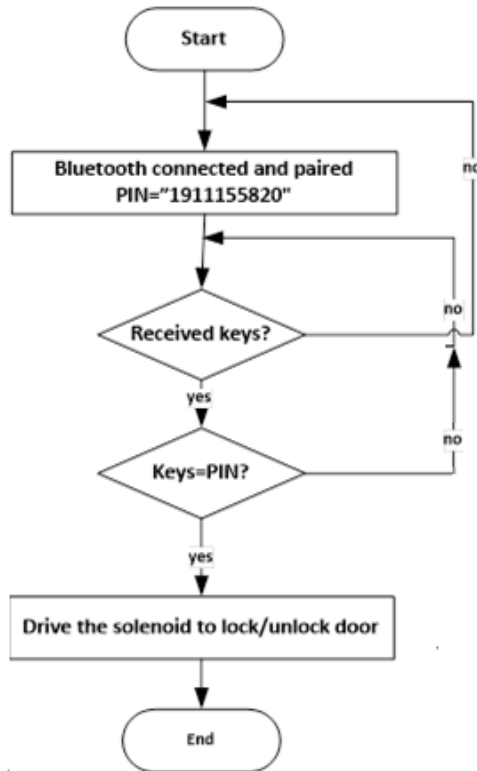 Start
Bluetooth connected and paired
PIN=”1911155820"
no
Received keys?
no
yes
Keys=PIN?
no
yes
Drive the solenoid to lock/unlock door
End